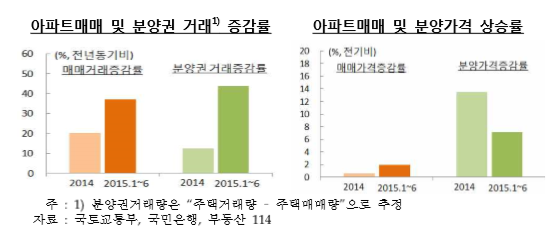 아파트매매 및 분양권 거래1) 증감률
(%, 전년동기비)
매매거래증감률
분양권 거래증감률
60
50
40
30
20
10
0
2014
2015.1~6
2014
2015.1~6
아파트매매 및 분양가격 상승률
(%, 전기비)
매매가격증감률
분양가격증감률
20
18
16
14
12
10
8
6
4
2
0
2014
2015.1~6
2014
2015.1~6
주 : 1) 분양권거래량은 “주택거래량 - 주택매매량”으로 추정
자료 : 국토교통부, 국민은행, 부동산 114